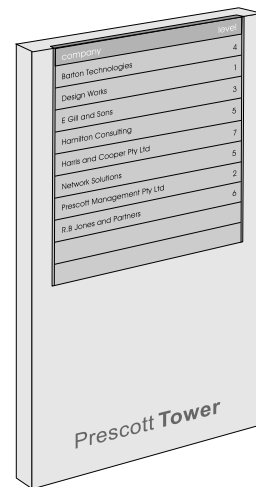 company level
Barton Technologies 4
Design Works 1
E Gill and Sons 3
Hamilton Consulting 5
Harris and Cooper Pty Ltd 7
Network Solutions 5
Prescott Management Pty Ltd 2
R.B Jones and Partners 6
Prescott Tower